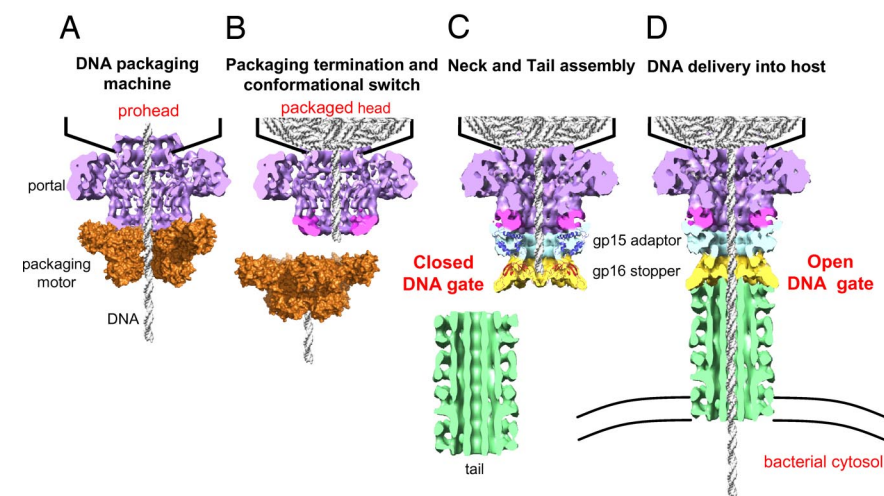 A
B
C
D
DNA packaging
machine
Packaging termination and
conformational switch
Neck and Tail assembly
DNA delivery into host
prohead
packaged head
portal
packaging
motor
DNA
gp15 adaptor
gp16 stopper
Closed
DNA gate
Open
DNA gate
tail
bacterial cytosol